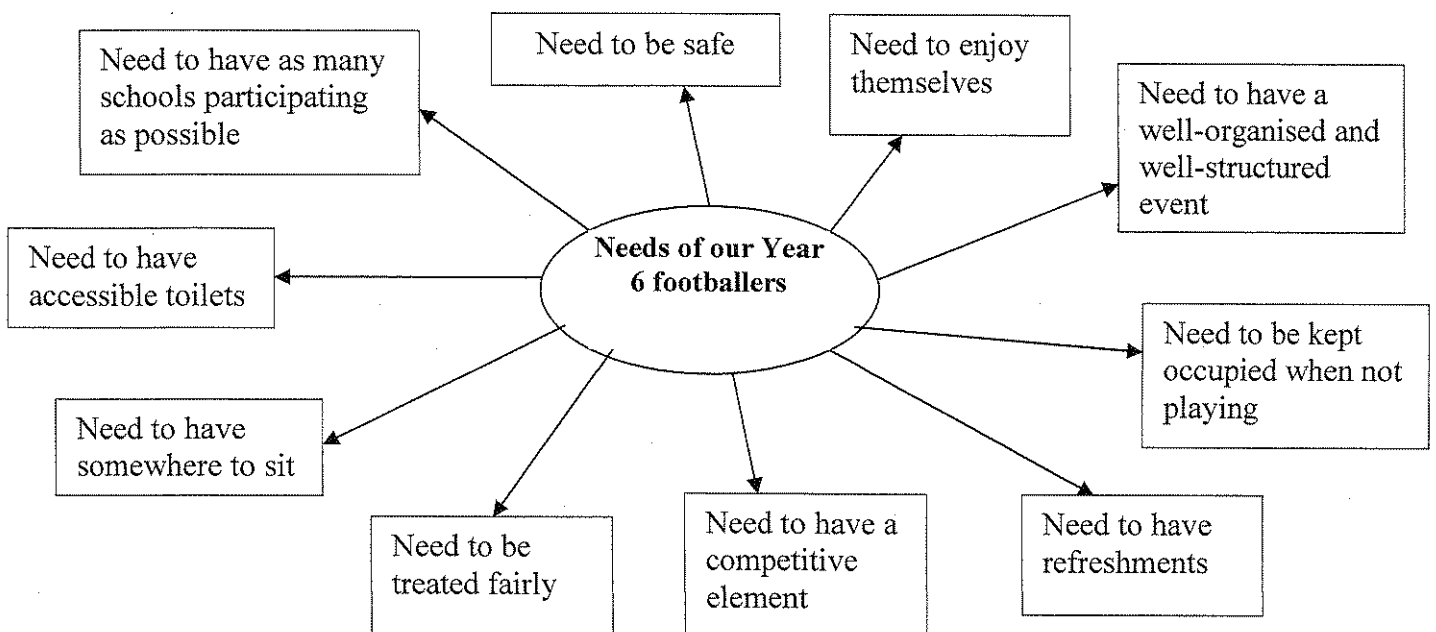 Need to have as many
schools participating
as possible
Need to be safe
Need to enjoy
themselves
Need to have a
well-organised and
well-structured
event
Needs of our Year
6 footballers
Need to have
accessible toilets
Need to be kept
occupied when not
playing
Need to have
somewhere to sit
Need to be
treated fairly
Need to have a
competitive
element
Need to have
refreshments